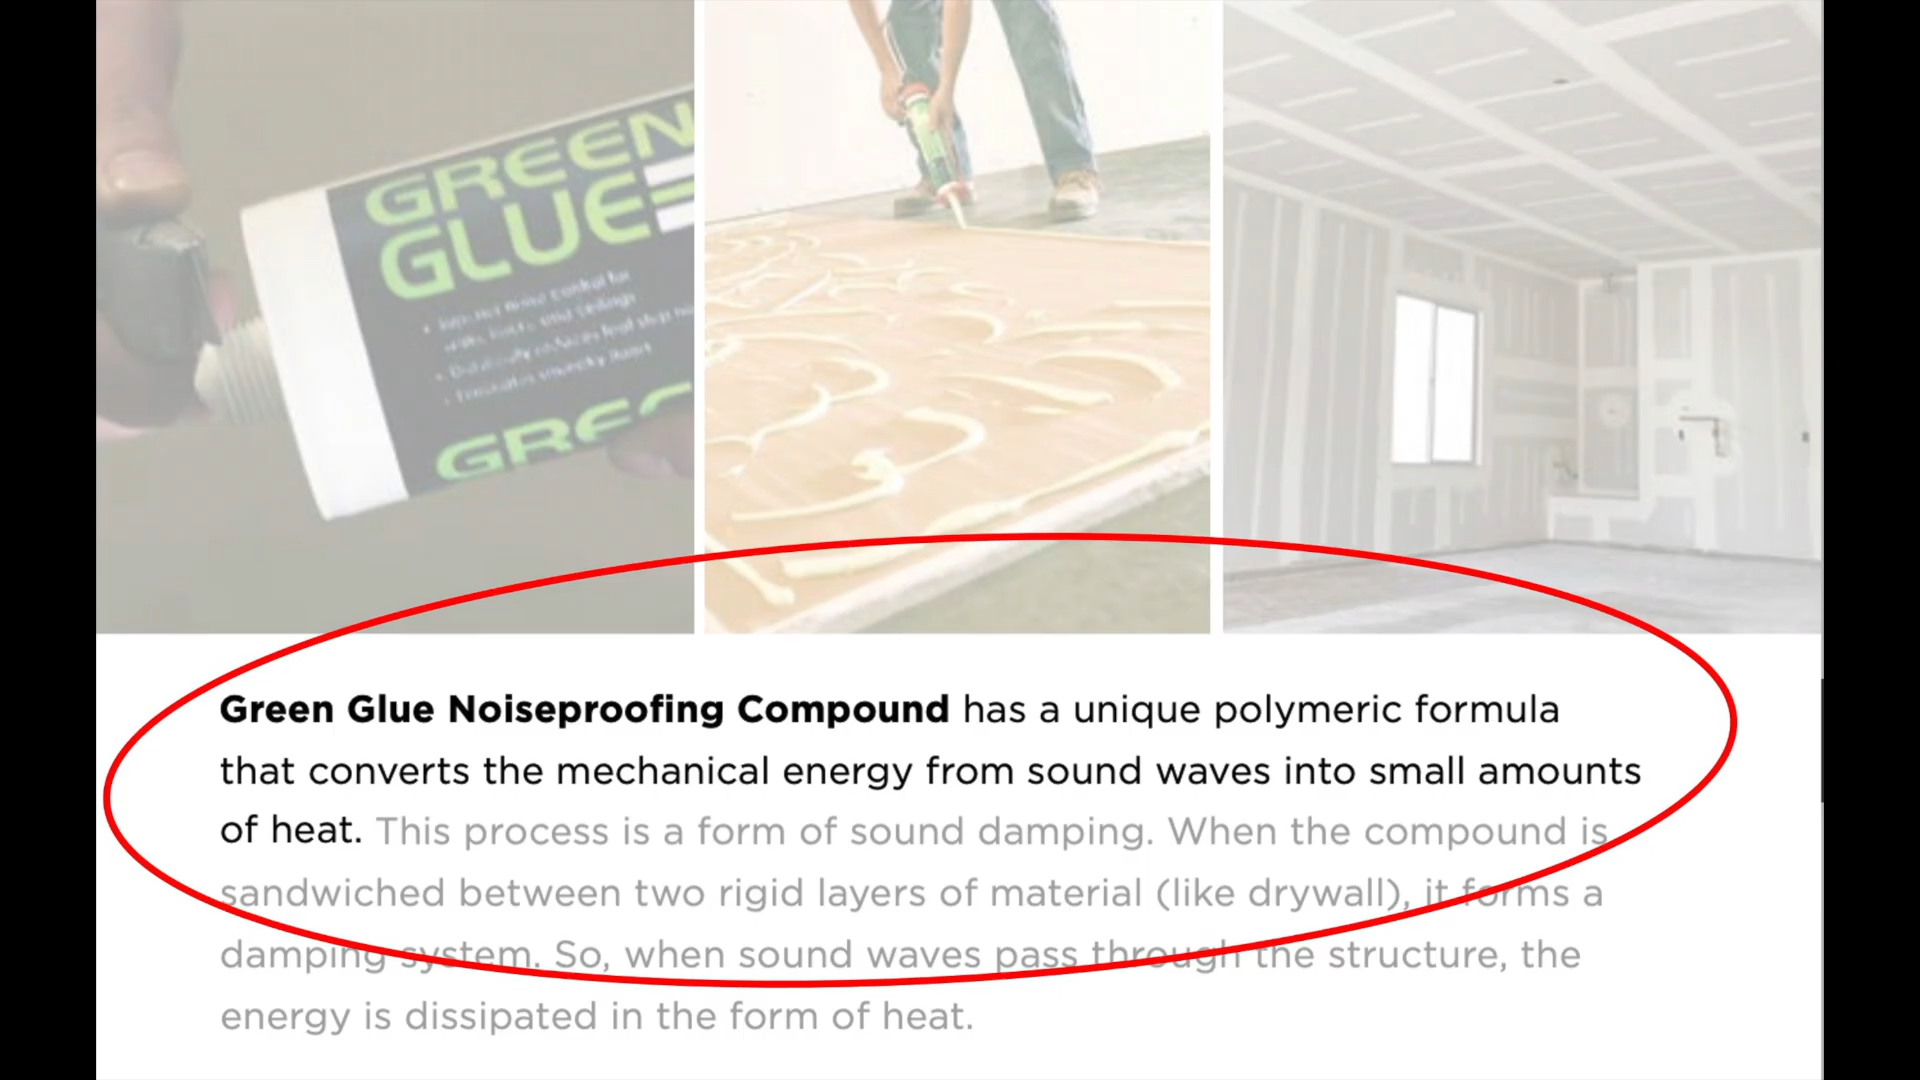 GREEN
GLUE
GRE
Green Glue Noiseproofing Compound has a unique polymeric formula
that converts the mechanical energy from sound waves into small amounts
of heat. This process is a form of sound damping. When the compound is
sandwiched between two rigid layers of material (like drywall), it forms a
damping system. So, when sound waves pass through the structure, the
energy is dissipated in the form of heat.